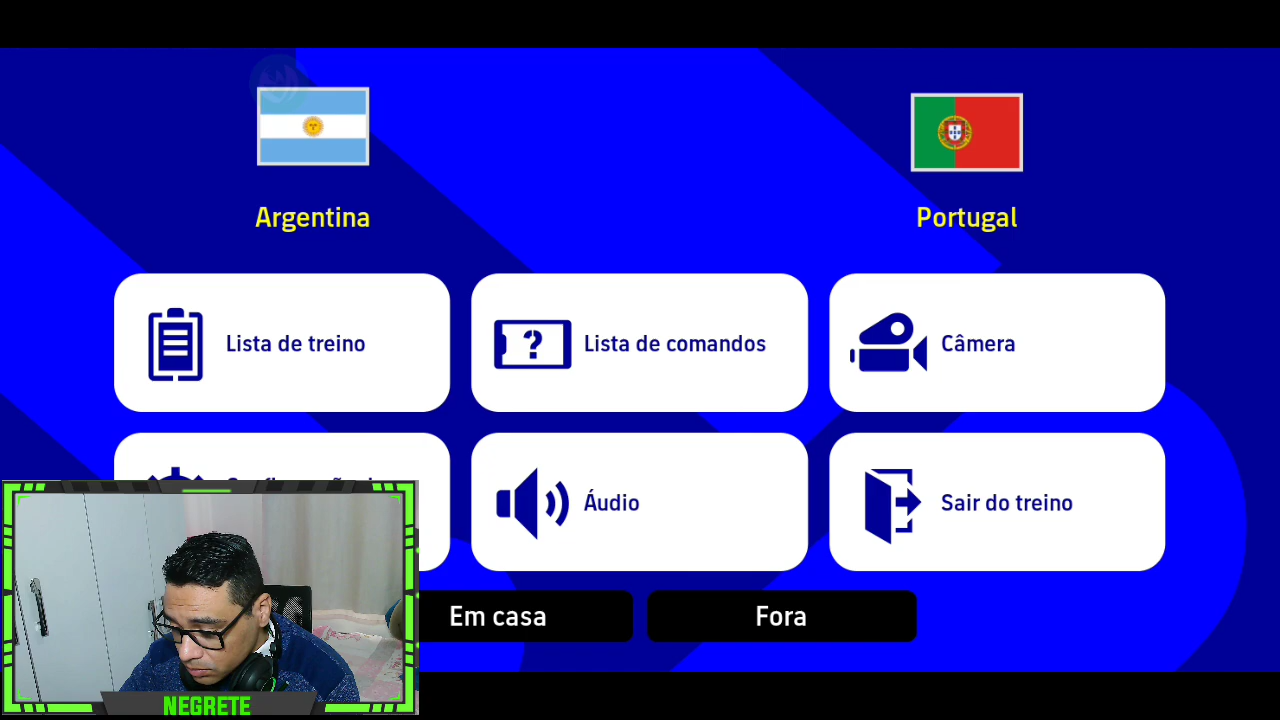 Argentina
Portugal
Lista de treino
Lista de comandos
Câmera
Áudio
Sair do treino
Em casa
Fora
NEGRETE